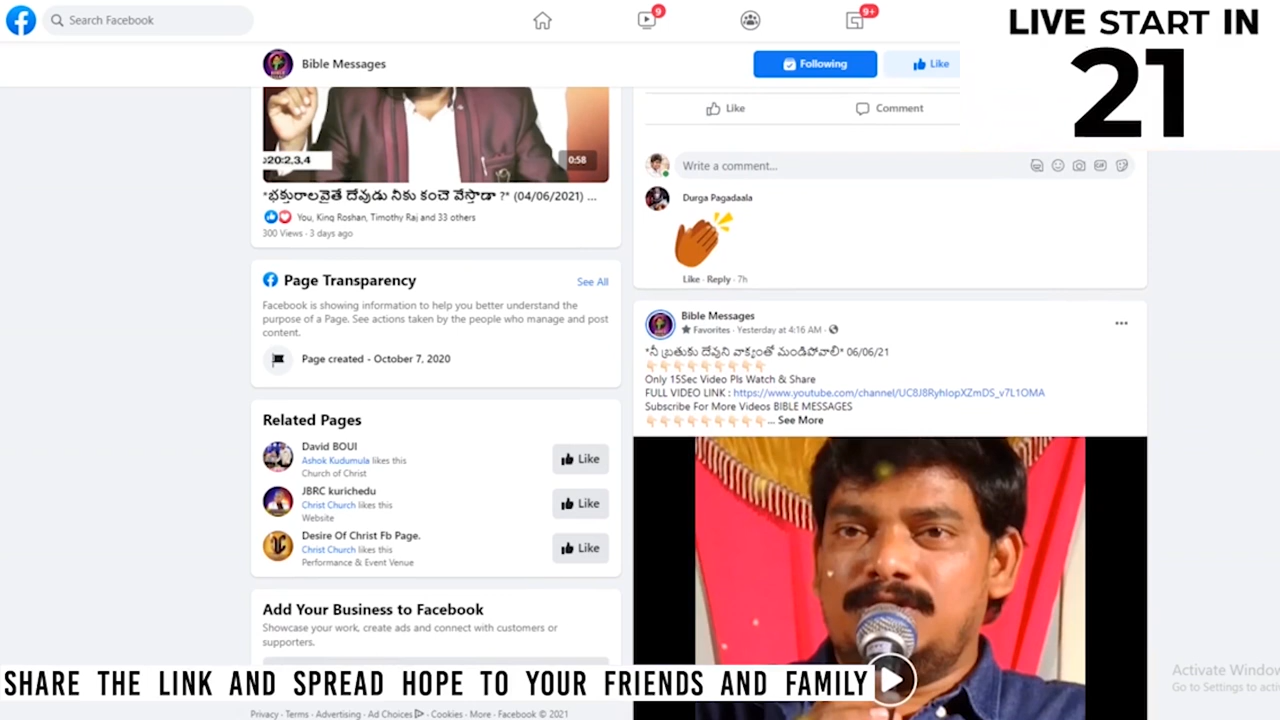 Search Facebook
9
9+
LIVE START IN
21
Bible Messages
Following
Like
20:2,3,4
0:58
*భక్తురాలవైతే దేవుడు నీకు కంచె వేస్తాడా ?* (04/06/2021) ...
You, King Roshan, Timothy Raj and 33 others
300 Views · 3 days ago
Page Transparency
See All
Facebook is showing information to help you better understand the
purpose of a Page. See actions taken by the people who manage and post
content.
Page created - October 7, 2020
Related Pages
David BOUI
Ashok Kudumula likes this
Church of Christ
Like
JBRC kurichedu
Christ Church likes this
Website
Like
Desire Of Christ Fb Page.
Christ Church likes this
Performance & Event Venue
Like
Add Your Business to Facebook
Showcase your work, create ads and connect with customers or
supporters.
Like
Comment
Write a comment...
Durga Pagadaala
Like · Reply · 7h
Bible Messages
Favorites · Yesterday at 4:16 AM ·
*నీ బ్రతుకు దేవుని వాక్యంతో మండిపోవాలి* 06/06/21
👇🏻👇🏻👇🏻👇🏻👇🏻👇🏻👇🏻👇🏻👇🏻
Only 15Sec Video Pls Watch & Share
FULL VIDEO LINK : https://www.youtube.com/channel/UC8J8RyhIopXZmDS_v7L1OMA
Subscribe For More Videos BIBLE MESSAGES
👇🏻👇🏻👇🏻👇🏻👇🏻👇🏻👇🏻👇🏻👇🏻... See More
SHARE THE LINK AND SPREAD HOPE TO YOUR FRIENDS AND FAMILY
Activate Window
Go to Settings to acti
Privacy · Terms · Advertising · Ad Choices · Cookies · More · Facebook © 2021